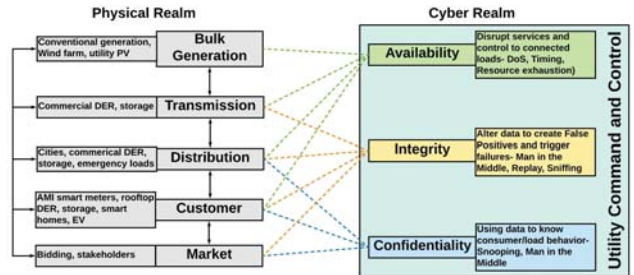 Physical Realm
Cyber Realm
Conventional generation,
Wind farm, utility PV
Bulk
Generation
Commercial DER, storage
Transmission
Cities, commerical DER,
storage, emergency loads
Distribution
AMI smart meters, rooftop
DER, storage, smart
homes, EV
Customer
Bidding, stakeholders
Market
Availability
Disrupt services and
control to connected
loads- DoS, Timing,
Resource exhaustion)
Integrity
Alter data to create False
Positives and trigger
failures- Man in the
Middle, Replay, Sniffing
Confidentiality
Using data to know
consumer/load behavior-
Snooping, Man in the
Middle
Utility Command and Control